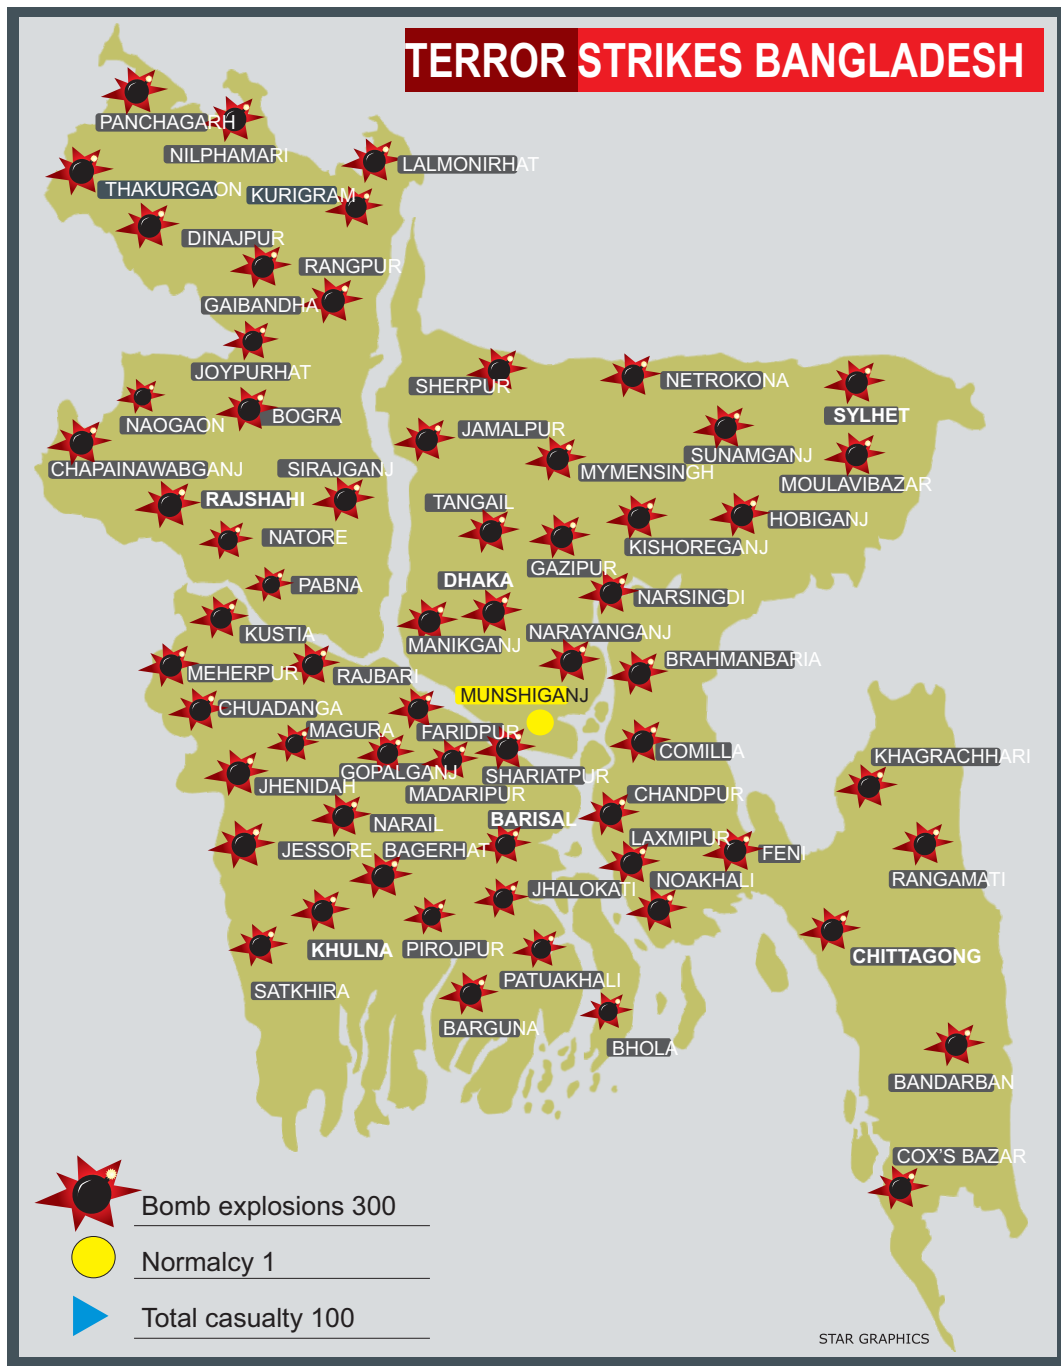 TERROR STRIKES BANGLADESH
PANCHAGARH
NILPHAMARI
LALMONIRHAT
THAKURGAON
KURIGRAM
DINAJPUR
RANGPUR
GAIBANDHA
JOYPURHAT
SHERPUR
NETROKONA
NAOGAON
BOGRA
SYLHET
JAMALPUR
SUNAMGANJ
CHAPAINAWABGANJ
SIRAJGANJ
MYMENSINGH
MOULAVIBAZAR
RAJSHAHI
TANGAIL
HOBIGANJ
NATORE
KISHOREGANJ
GAZIPUR
PABNA
DHAKA
NARSINGDI
KUSTIA
MANIKGANJ
NARAYANGANJ
MEHERPUR
RAJBARI
BRAHMANBARIA
MUNSHIGANJ
CHUADANGA
MAGURA
FARIDPUR
COMILLA
KHAGRACHHARI
GOPALGANJ
SHARIATPUR
JHENIDAH
MADARIPUR
CHANDPUR
NARAIL
BARISAL
LAXMIPUR
JESSORE
BAGERHAT
FENI
NOAKHALI
RANGAMATI
JHALOKATI
KHULNA
PIROJPUR
CHITTAGONG
PATUAKHALI
SATKHIRA
BARGUNA
BHOLA
BANDARBAN
COX'S BAZAR
Bomb explosions 300
Normalcy 1
Total casualty 100
STAR GRAPHICS